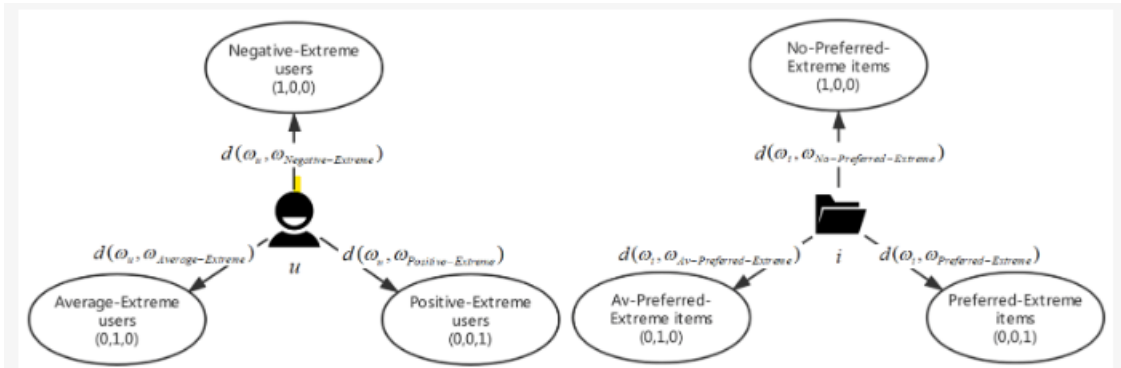 Negative-Extreme
users
(1,0,0)
d(ω_u, ω_Negative-Extreme)
d(ω_u, ω_Average-Extreme)
u
d(ω_u, ω_Positive-Extreme)
Average-Extreme
users
(0,1,0)
Positive-Extreme
users
(0,0,1)
No-Preferred-
Extreme items
(1,0,0)
d(ω_i, ω_No-Preferred-Extreme)
d(ω_i, ω_Av-Preferred-Extreme)
i
d(ω_i, ω_Preferred-Extreme)
Av-Preferred-
Extreme items
(0,1,0)
Preferred-Extreme
items
(0,0,1)